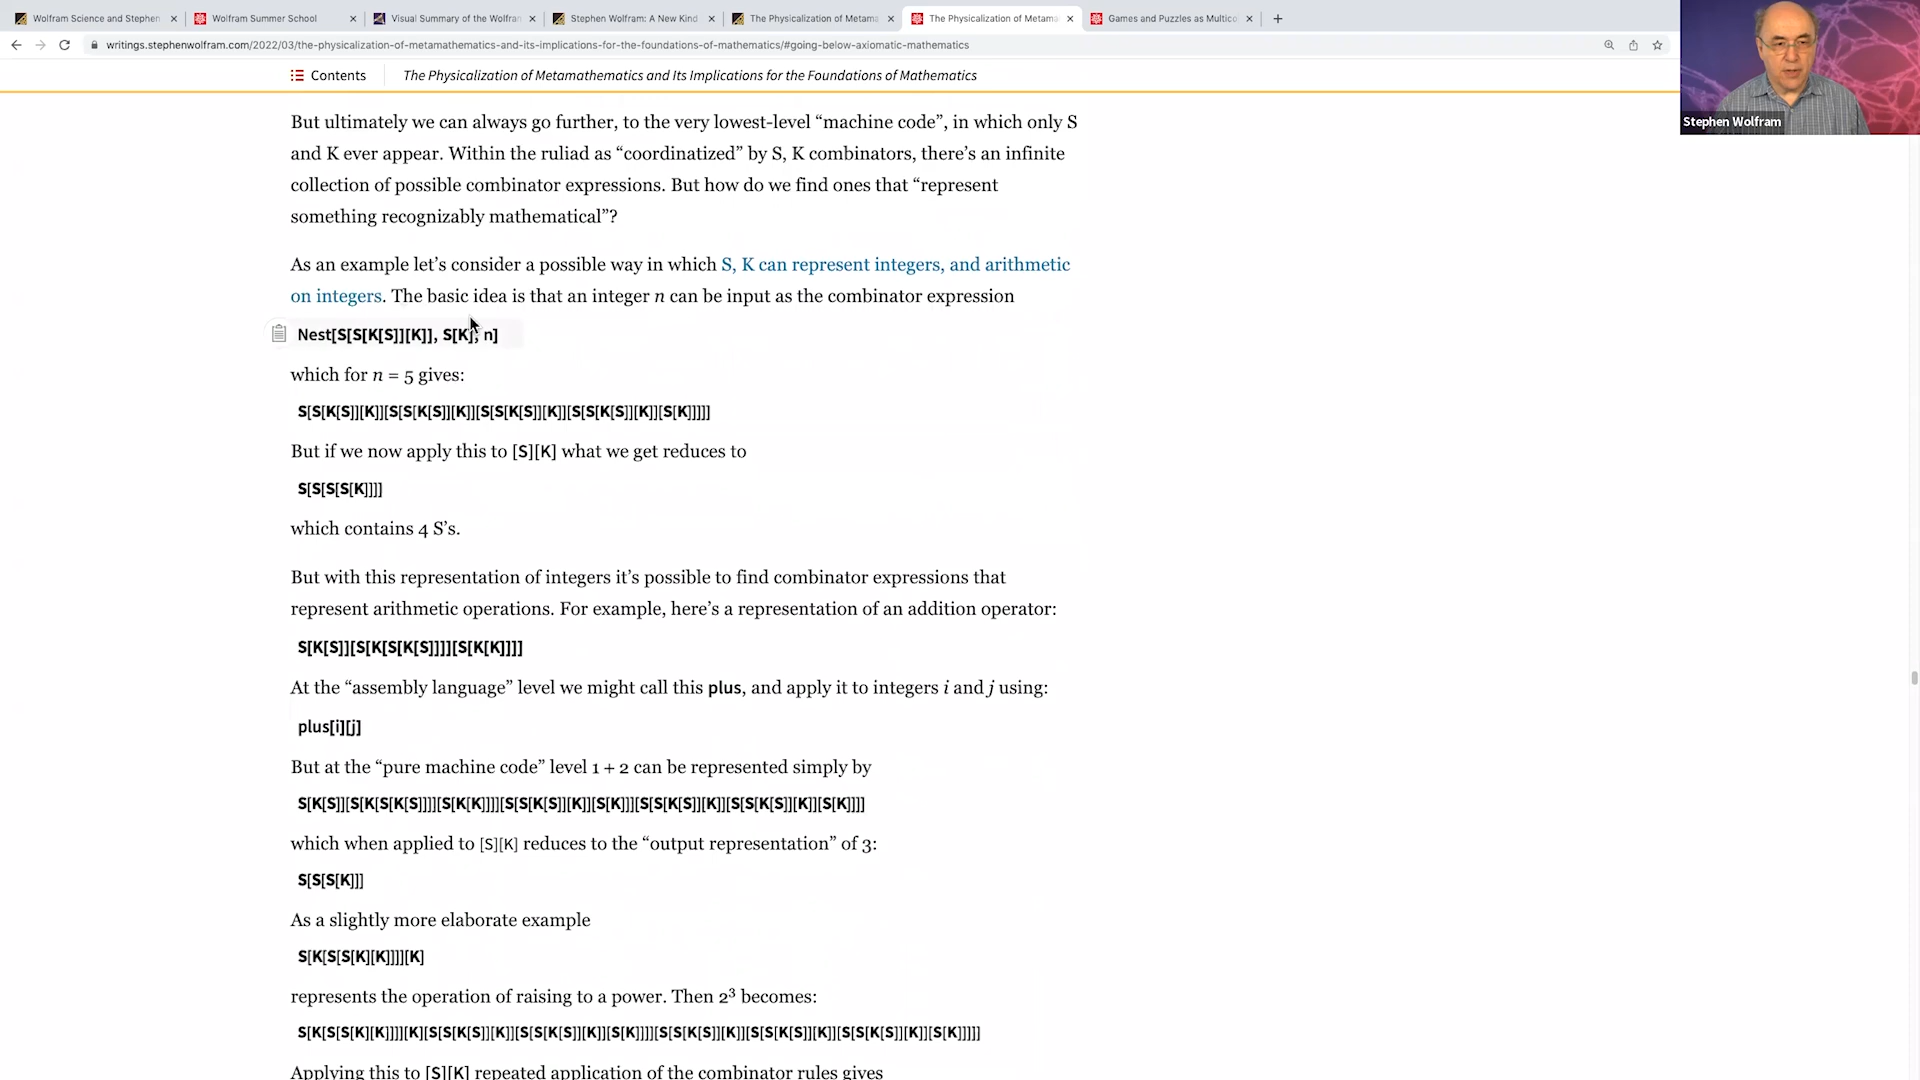 Wolfram Science and Stephen
Wolfram Summer School
Visual Summary of the Wolfran
Stephen Wolfram: A New Kind
The Physicalization of Metama
The Physicalization of Metama
Games and Puzzles as Multico
writings.stephenwolfram.com/2022/03/the-physicalization-of-metamathematics-and-its-implications-for-the-foundations-of-mathematics/#going-below-axiomatic-mathematics
Stephen Wolfram
Contents
The Physicalization of Metamathematics and Its Implications for the Foundations of Mathematics
But ultimately we can always go further, to the very lowest-level “machine code”, in which only S
and K ever appear. Within the ruliad as “coordinatized” by S, K combinators, there’s an infinite
collection of possible combinator expressions. But how do we find ones that “represent
something recognizably mathematical”?
As an example let’s consider a possible way in which S, K can represent integers, and arithmetic
on integers. The basic idea is that an integer n can be input as the combinator expression
Nest[S[S[K[S]][K]], S[K], n]
which for n = 5 gives:
S[S[K[S]][K]][S[S[K[S]][K]][S[S[K[S]][K]][S[S[K[S]][K]][S[K]]]]]
But if we now apply this to [S][K] what we get reduces to
S[S[S[S[K]]]]
which contains 4 S’s.
But with this representation of integers it’s possible to find combinator expressions that
represent arithmetic operations. For example, here’s a representation of an addition operator:
S[K[S]][S[K[S[K[S]]]][S[K[K]]]]
At the “assembly language” level we might call this plus, and apply it to integers i and j using:
plus[i][j]
But at the “pure machine code” level 1 + 2 can be represented simply by
S[K[S]][S[K[S[K[S]]]][S[K[K]]]][S[S[K[S]][K]][S[K]]][S[S[K[S]][K]][S[S[K[S]][K]][S[K]]]]
which when applied to [S][K] reduces to the “output representation” of 3:
S[S[S[K]]]
As a slightly more elaborate example
S[K[S[S[K][K]]]][K]
represents the operation of raising to a power. Then 2³ becomes:
S[K[S[S[K][K]]]][K][S[S[K[S]][K]][S[S[K[S]][K]][S[K]]]][S[S[K[S]][K]][S[S[K[S]][K]][S[S[K[S]][K]][S[K]]]]]
Applying this to [S][K] repeated application of the combinator rules gives